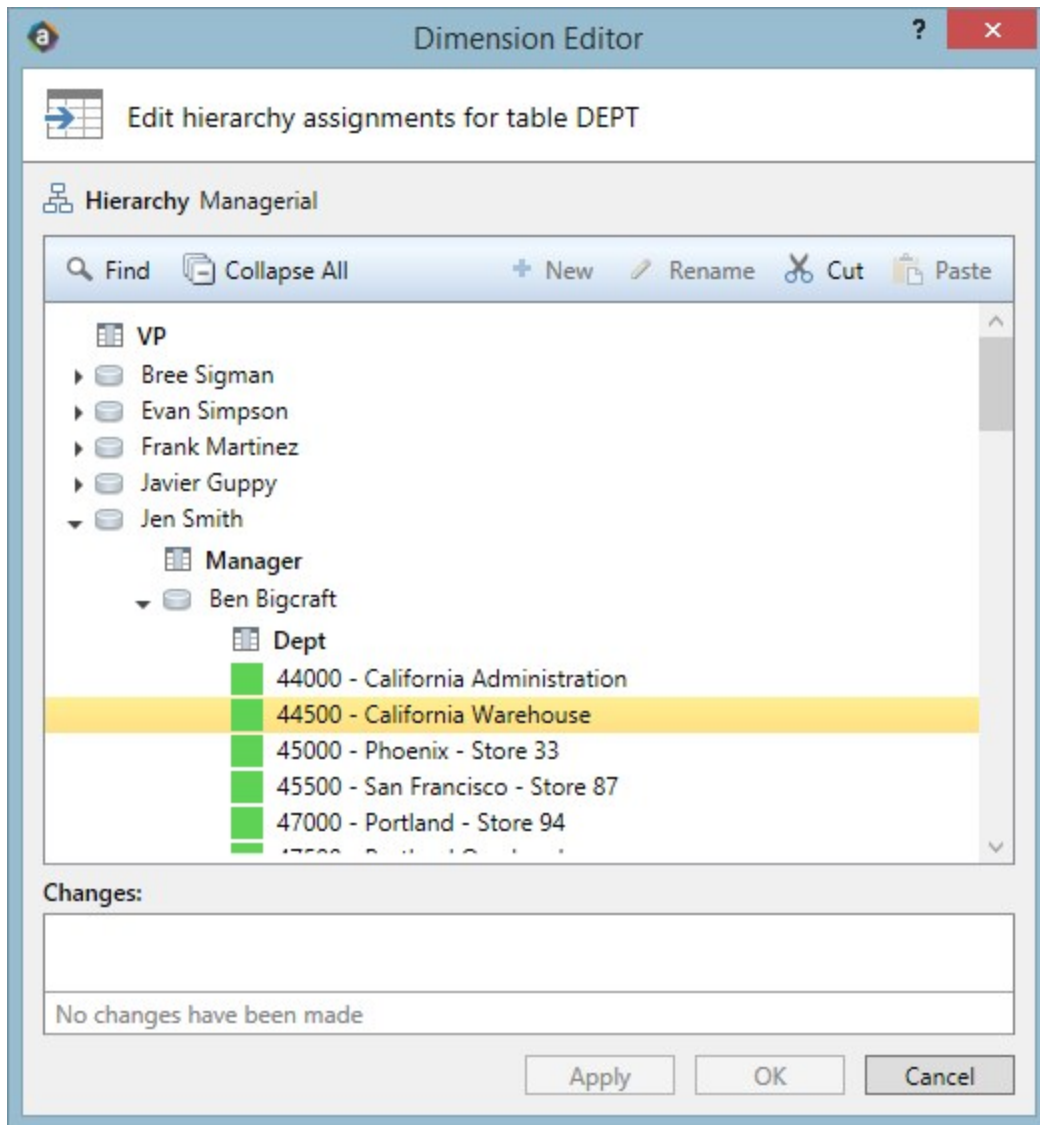 a
Dimension Editor ? ×
Edit hierarchy assignments for table DEPT
Hierarchy Managerial
Find Collapse All + New Rename Cut Paste
VP
Bree Sigman
Evan Simpson
Frank Martinez
Javier Guppy
Jen Smith
Manager
Ben Bigcraft
Dept
44000 - California Administration
44500 - California Warehouse
45000 - Phoenix - Store 33
45500 - San Francisco - Store 87
47000 - Portland - Store 94
Changes:
No changes have been made
Apply OK Cancel